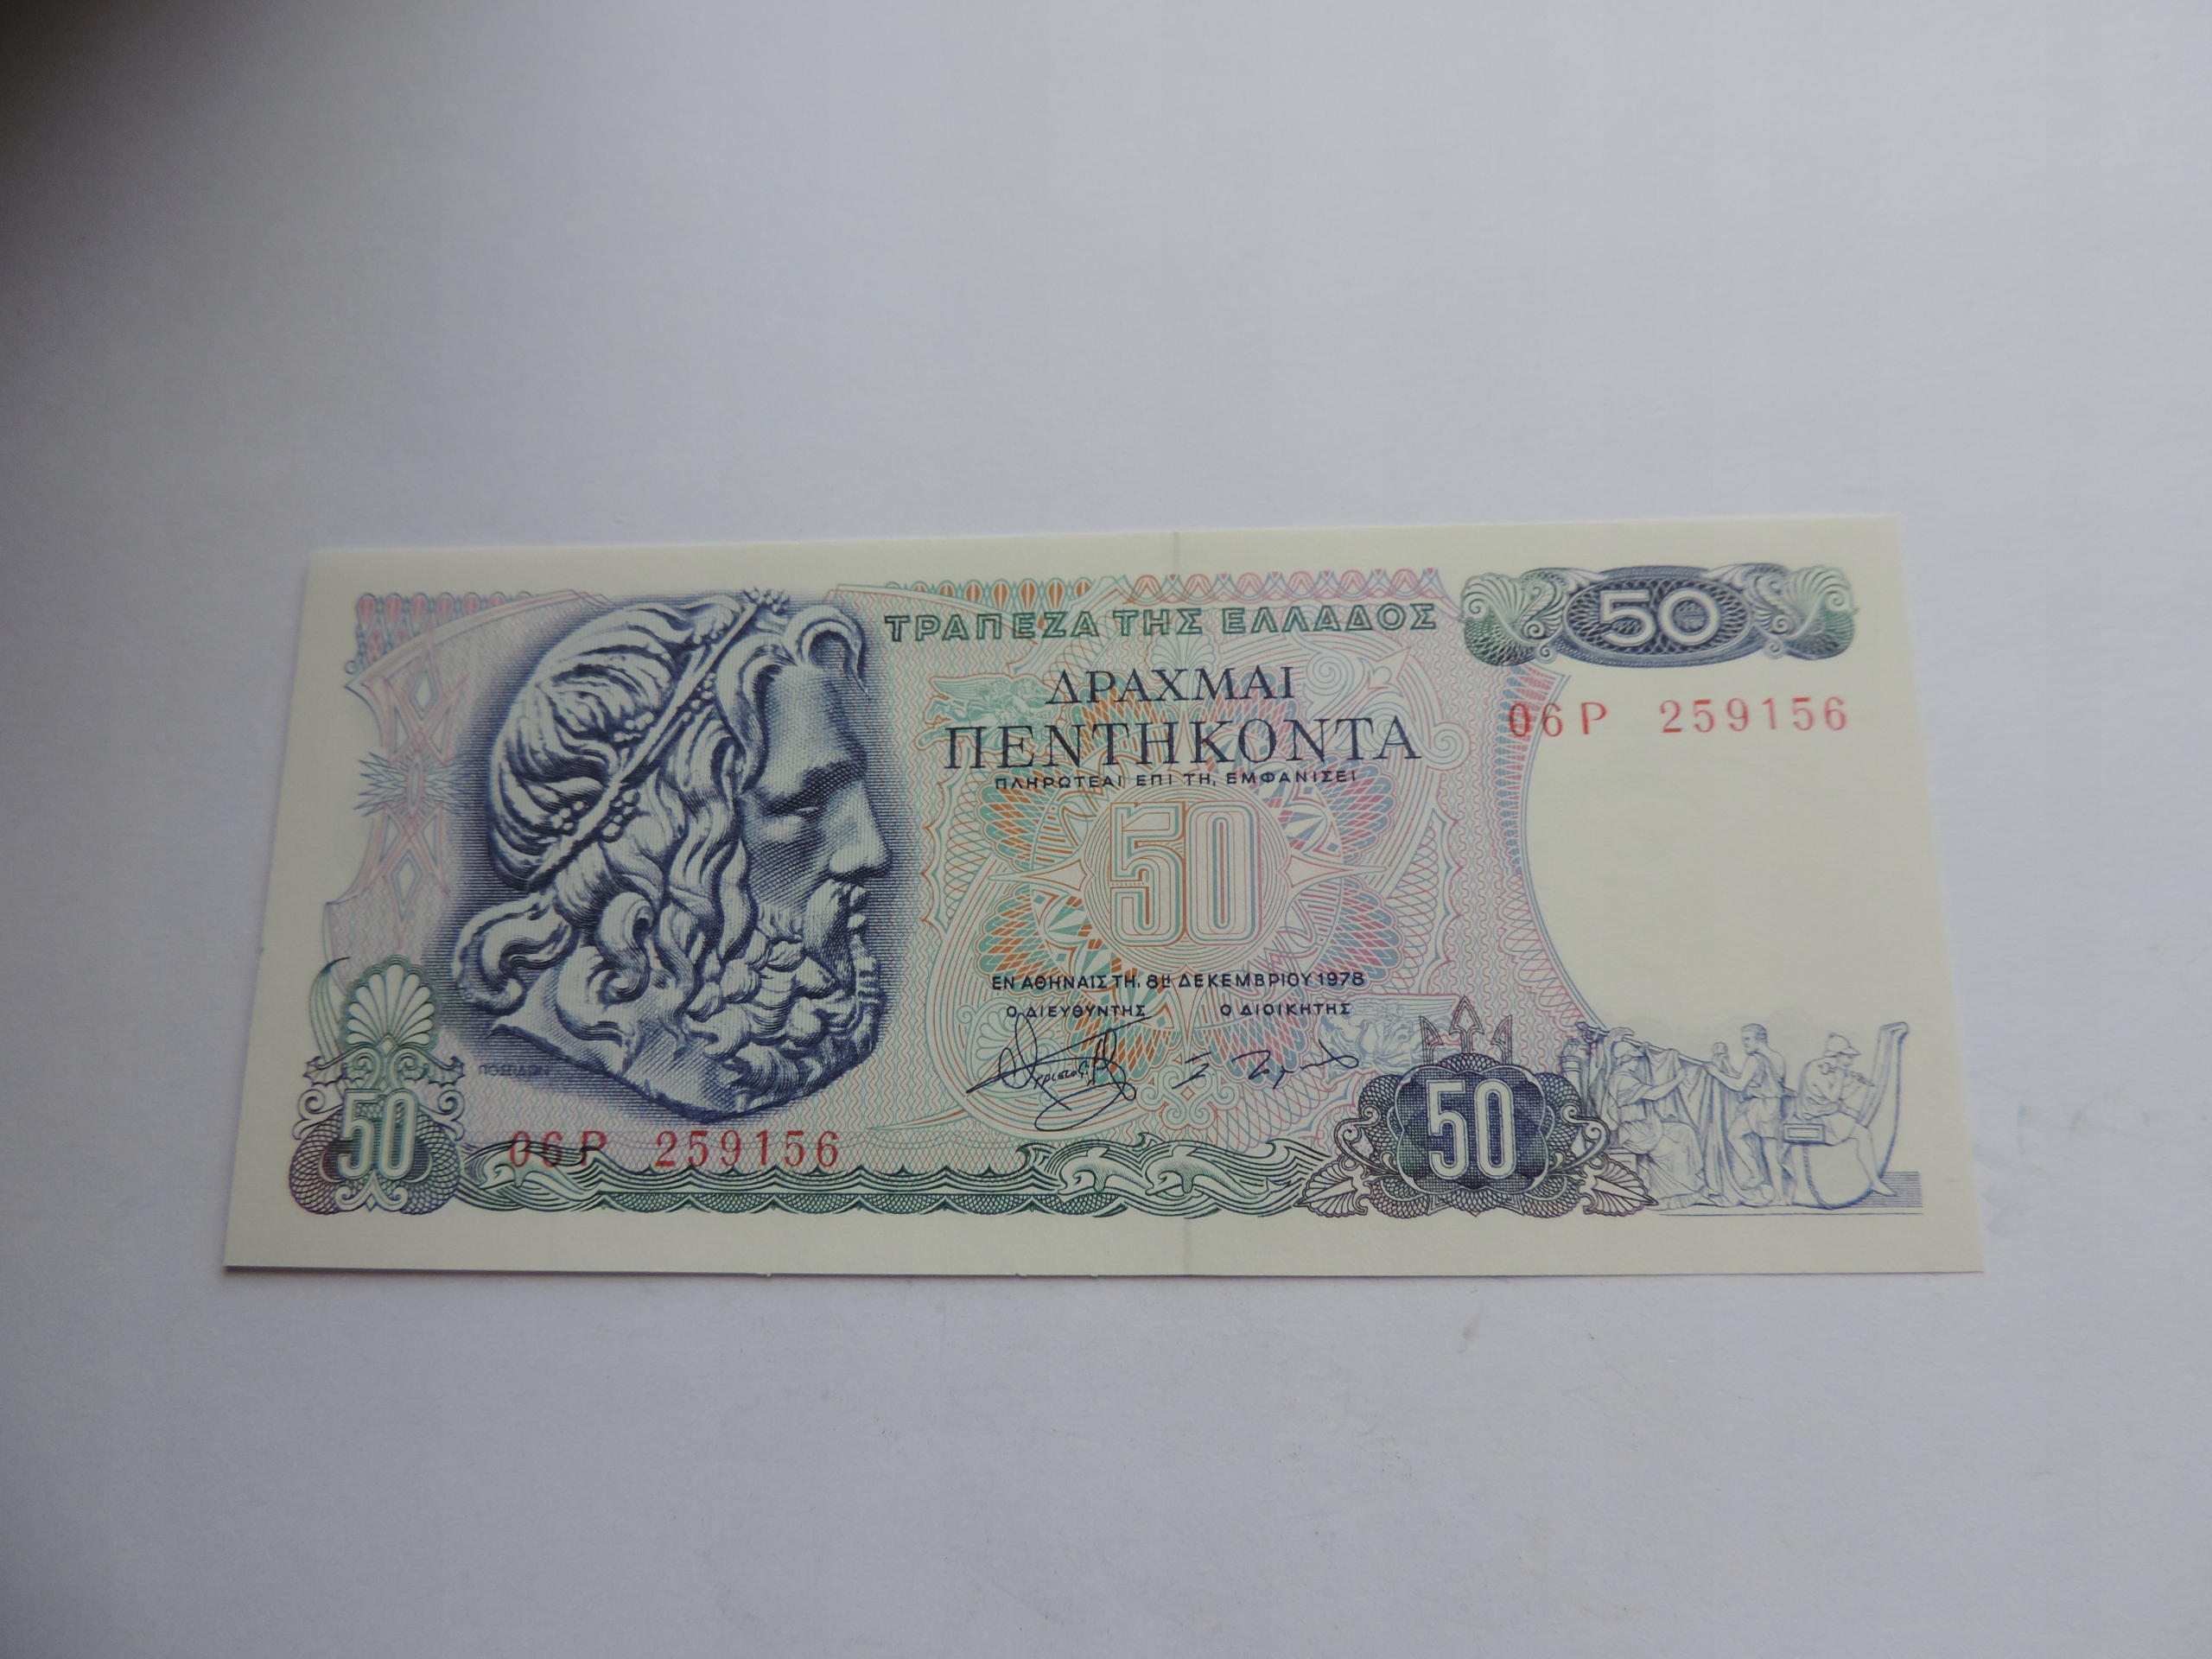 ΤΡΑΠΕΖΑ ΤΗΣ ΕΛΛΑΔΟΣ
50
ΔΡΑΧΜΑΙ
ΠΕΝΤΗΚΟΝΤΑ
06Ρ 259156
ΠΛΗΡΩΤΕΑΙ ΕΠΙ ΤΗ, ΕΜΦΑΝΙΣΕΙ
50
ΕΝ ΑΘΗΝΑΙΣ ΤΗ, 8ῃ ΔΕΚΕΜΒΡΙΟΥ 1978
Ο ΔΙΕΥΘΥΝΤΗΣ Ο ΔΙΟΙΚΗΤΗΣ
ΠΟΣΕΙΔΩΝ
50
50
06Ρ 259156